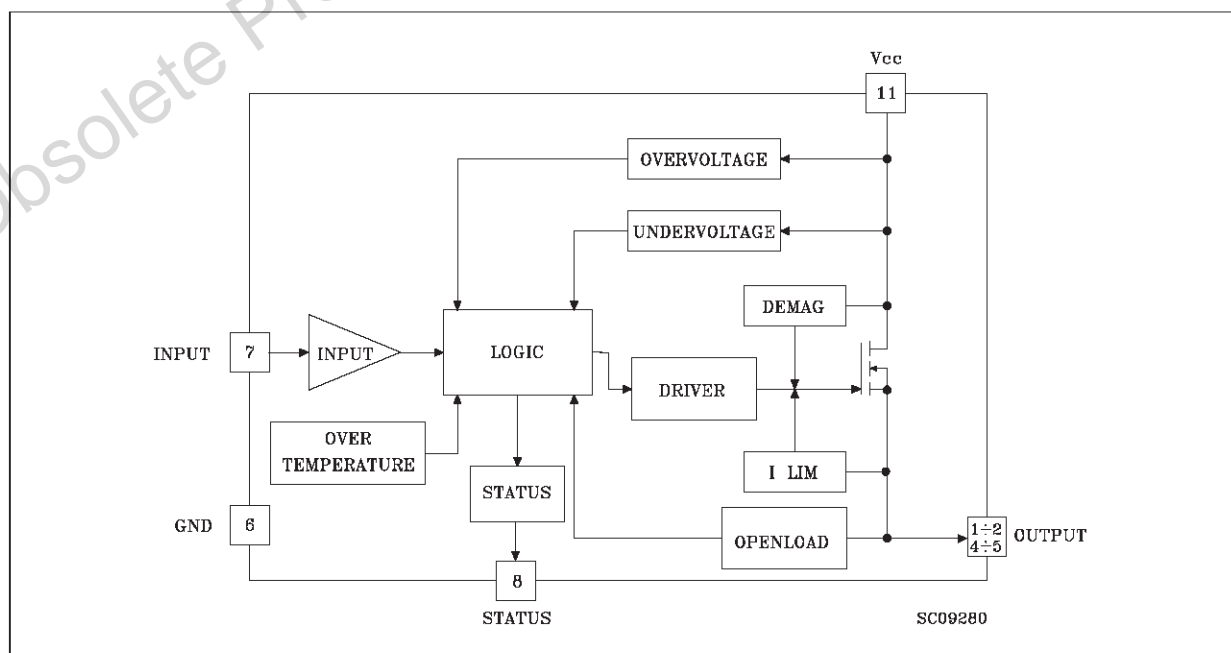 Obsolete Pr
Vcc
11
OVERVOLTAGE
UNDERVOLTAGE
DEMAG
INPUT
7
INPUT
LOGIC
DRIVER
OVER
TEMPERATURE
I LIM
STATUS
GND
6
OPENLOAD
1÷2
4÷5
OUTPUT
8
STATUS
SC09280